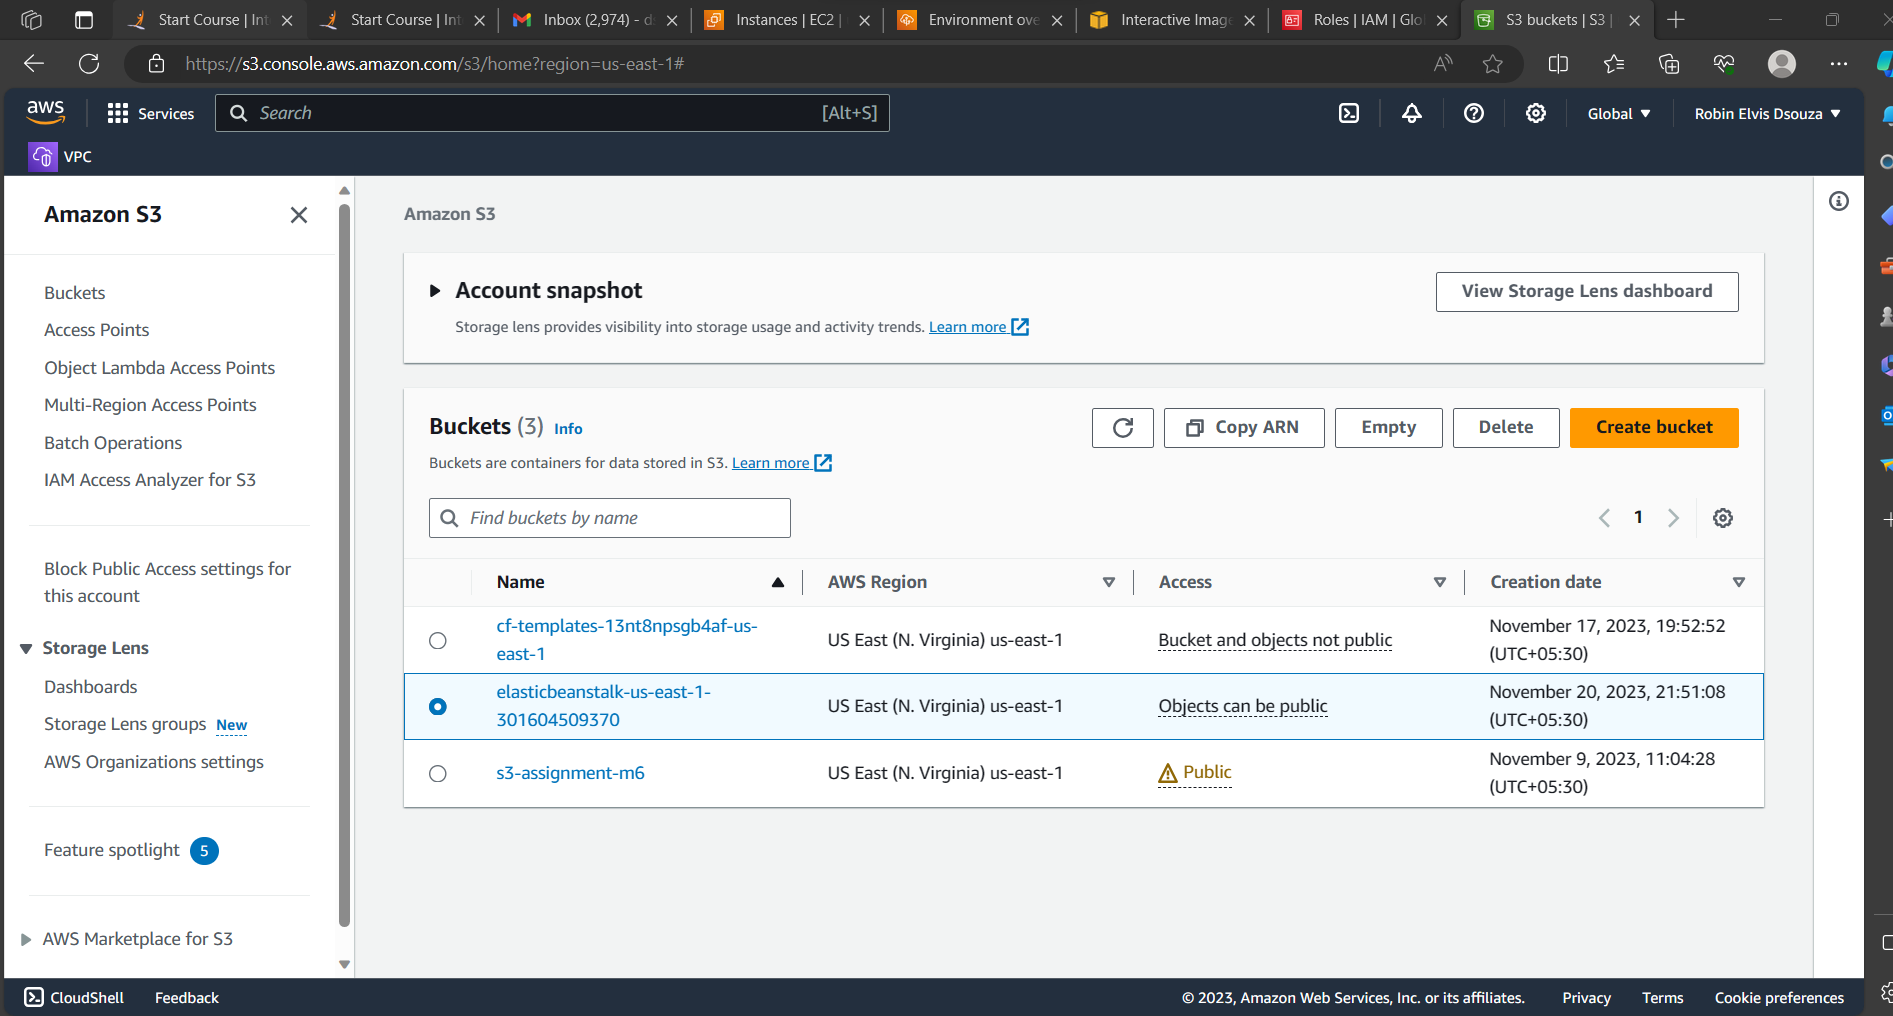 Start Course | Int
Start Course | Int
Inbox (2,974) - ds
Instances | EC2 |
Environment ove
Interactive Image
Roles | IAM | Glo
S3 buckets | S3 |
https://s3.console.aws.amazon.com/s3/home?region=us-east-1#
aws
Services
Search
[Alt+S]
Global
Robin Elvis Dsouza
VPC
Amazon S3
Buckets
Access Points
Object Lambda Access Points
Multi-Region Access Points
Batch Operations
IAM Access Analyzer for S3
Block Public Access settings for
this account
Storage Lens
Dashboards
Storage Lens groups New
AWS Organizations settings
Feature spotlight 5
AWS Marketplace for S3
Amazon S3
Account snapshot
View Storage Lens dashboard
Storage lens provides visibility into storage usage and activity trends. Learn more
Buckets (3) Info
Copy ARN
Empty
Delete
Create bucket
Buckets are containers for data stored in S3. Learn more
Find buckets by name
1
Name
AWS Region
Access
Creation date
cf-templates-13nt8npsgb4af-us-
east-1
US East (N. Virginia) us-east-1
Bucket and objects not public
November 17, 2023, 19:52:52
(UTC+05:30)
elasticbeanstalk-us-east-1-
301604509370
US East (N. Virginia) us-east-1
Objects can be public
November 20, 2023, 21:51:08
(UTC+05:30)
s3-assignment-m6
US East (N. Virginia) us-east-1
Public
November 9, 2023, 11:04:28
(UTC+05:30)
CloudShell
Feedback
© 2023, Amazon Web Services, Inc. or its affiliates.
Privacy
Terms
Cookie preferences